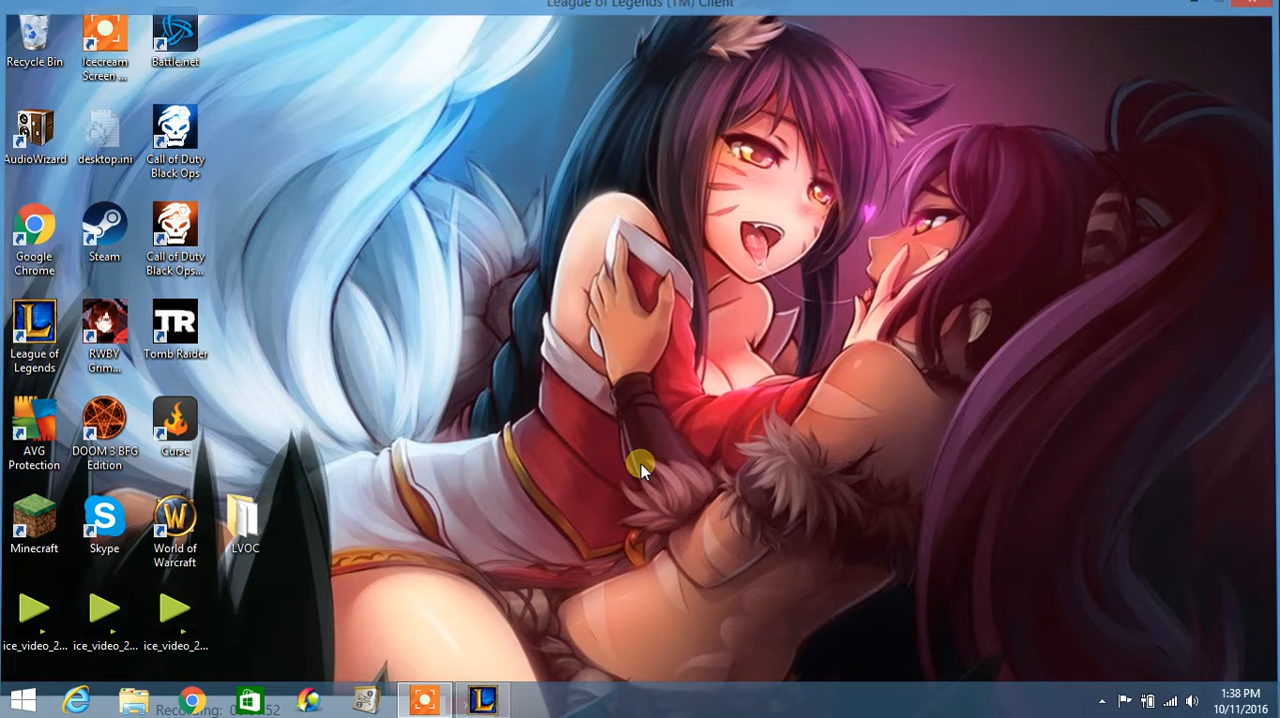 League of Legends (TM) Client
Recycle Bin
Icecream
Screen ...
Battle.net
AudioWizard
desktop.ini
Call of Duty
Black Ops
Google
Chrome
Steam
Call of Duty
Black Ops...
League of
Legends
RWBY
Grim...
TR
Tomb Raider
AVG
Protection
DOOM 3 BFG
Edition
Curse
Minecraft
Skype
World of
Warcraft
LVOC
ice_video_2...
ice_video_2...
ice_video_2...
1:38 PM
10/11/2016